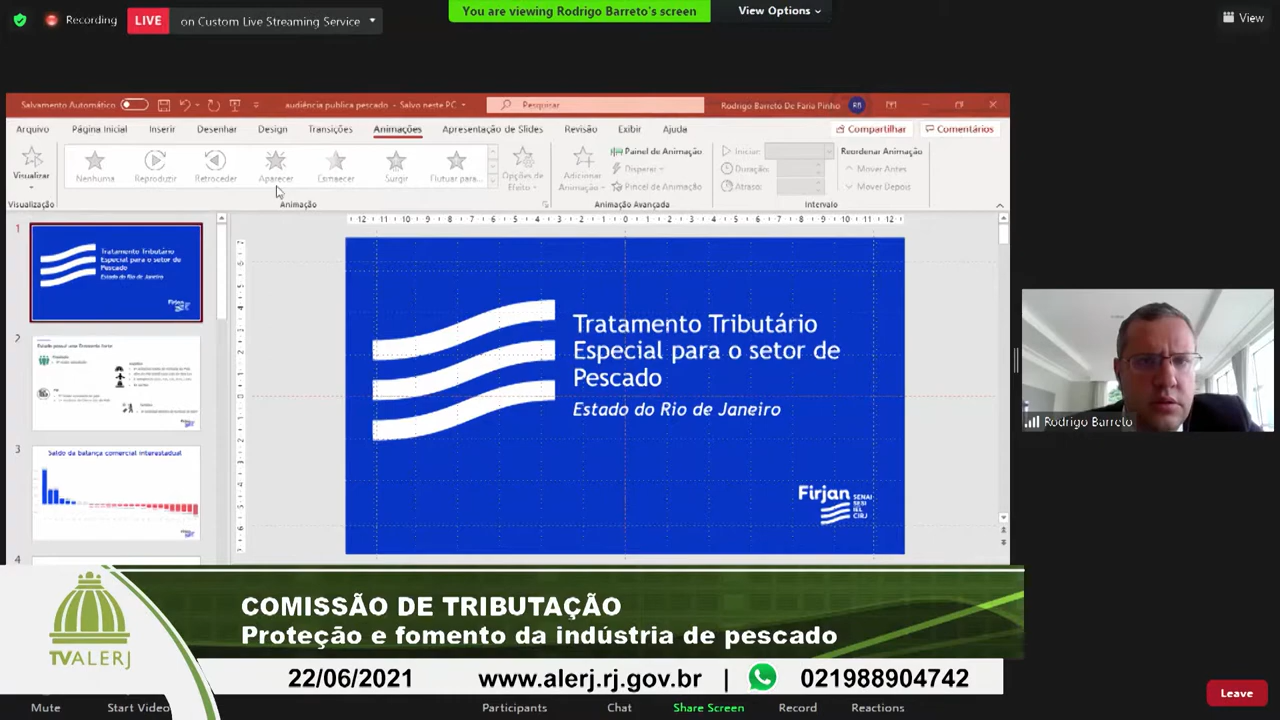 Recording
LIVE
on Custom Live Streaming Service
You are viewing Rodrigo Barreto's screen
View Options
View
Salvamento Automático
audiência publica pescado - Salvo neste PC
Pesquisar
Rodrigo Barreto De Faria Pinho
RB
Arquivo
Página Inicial
Inserir
Desenhar
Design
Transições
Animações
Apresentação de Slides
Revisão
Exibir
Ajuda
Compartilhar
Comentários
Visualizar
Nenhuma
Reproduzir
Retroceder
Aparecer
Esmaecer
Surgir
Flutuar para...
Opções de
Efeito
Adicionar
Animação
Painel de Animação
Disparar
Pincel de Animação
Iniciar:
Duração:
Atraso:
Reordenar Animação
Mover Antes
Mover Depois
Visualização
Animação
Animação Avançada
Intervalo
1
Tratamento Tributário
Especial para o setor de
Pescado
Estado do Rio de Janeiro
Firjan
2
3
Saldo da balança comercial interestadual
4
Tratamento Tributário
Especial para o setor de
Pescado
Estado do Rio de Janeiro
Firjan SENAI
SESI
IEL
CIRJ
Rodrigo Barreto
TVALERJ
COMISSÃO DE TRIBUTAÇÃO
Proteção e fomento da indústria de pescado
22/06/2021 www.alerj.rj.gov.br | 021988904742
Mute
Start Video
Participants
Chat
Share Screen
Record
Reactions
Leave